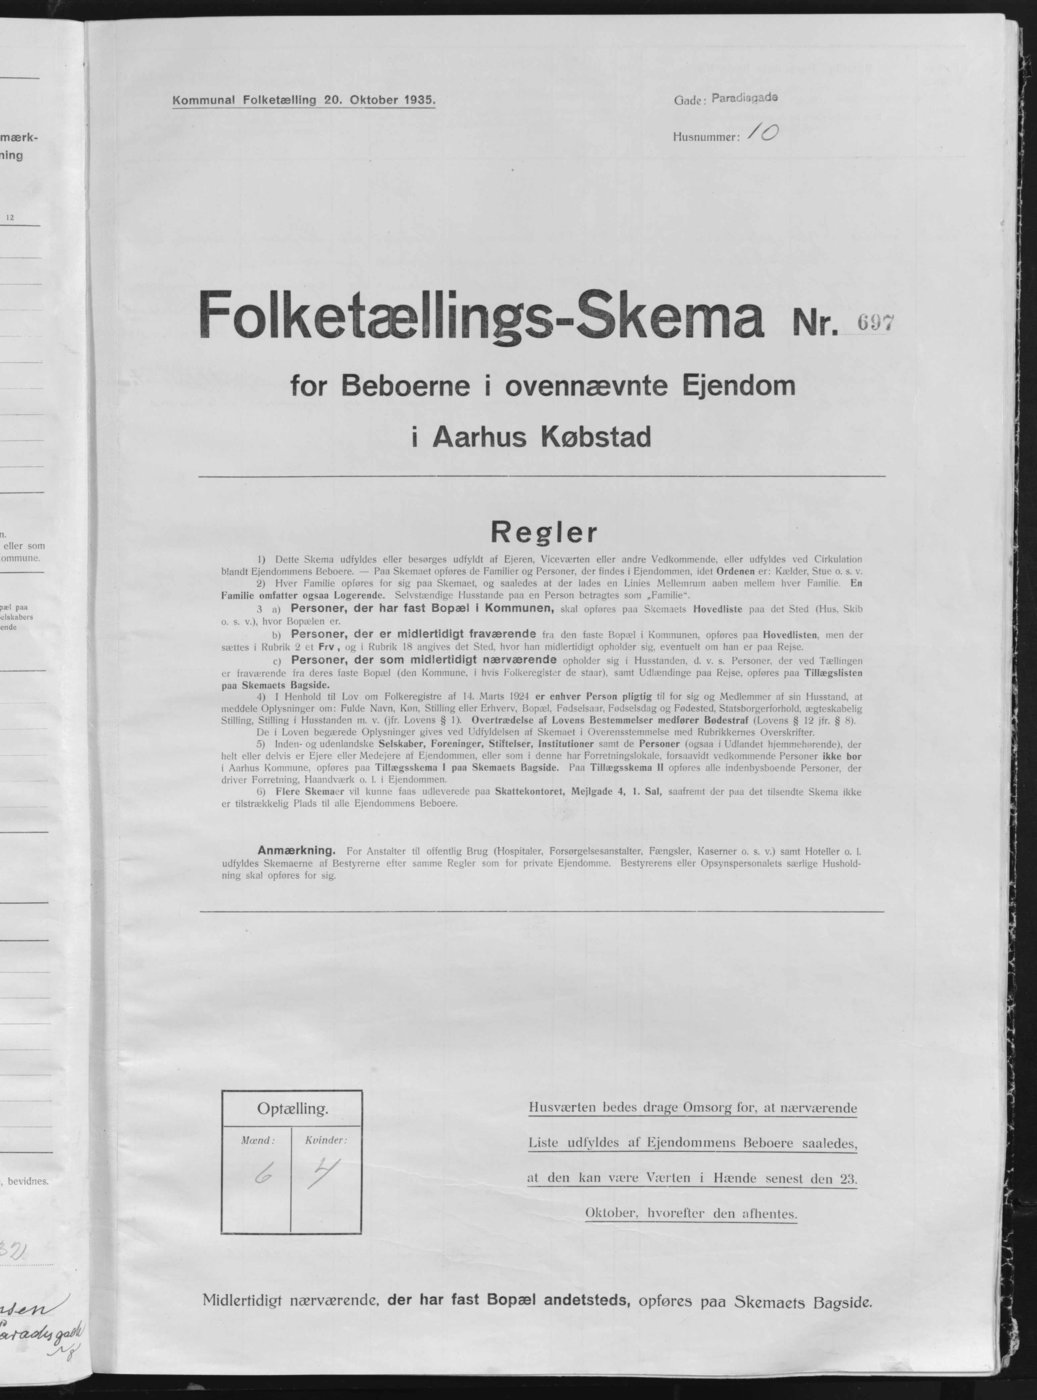 mærk-
ning
12
n.
eller som
ommune.
pæl paa
elskabers
ende
, bevidnes.
32
nsen
Paradisgade
Nr 8
Kommunal Folketælling 20. Oktober 1935.
Gade: Paradisgade
Husnummer: 10
Folketællings-Skema Nr. 697
for Beboerne i ovennævnte Ejendom
i Aarhus Købstad
Regler
1) Dette Skema udfyldes eller besørges udfyldt af Ejeren, Viceværten eller andre Vedkommende, eller udfyldes ved Cirkulation
blandt Ejendommens Beboere. — Paa Skemaet opføres de Familier og Personer, der findes i Ejendommen, idet Ordenen er: Kælder, Stue o. s. v.
2) Hver Familie opføres for sig paa Skemaet, og saaledes at der lades en Linies Mellemrum aaben mellem hver Familie. En
Familie omfatter ogsaa Logerende. Selvstændige Husstande paa en Person betragtes som „Familie“.
3 a) Personer, der har fast Bopæl i Kommunen, skal opføres paa Skemaets Hovedliste paa det Sted (Hus, Skib
o. s. v.), hvor Bopælen er.
b) Personer, der er midlertidigt fraværende fra den faste Bopæl i Kommunen, opføres paa Hovedlisten, men der
sættes i Rubrik 2 et Frv, og i Rubrik 18 angives det Sted, hvor han midlertidigt opholder sig, eventuelt om han er paa Rejse.
c) Personer, der som midlertidigt nærværende opholder sig i Husstanden, d. v. s. Personer, der ved Tællingen
er fraværende fra deres faste Bopæl (den Kommune, i hvis Folkeregister de staar), samt Udlændinge paa Rejse, opføres paa Tillægslisten
paa Skemaets Bagside.
4) I Henhold til Lov om Folkeregistre af 14. Marts 1924 er enhver Person pligtig til for sig og Medlemmer af sin Husstand, at
meddele Oplysninger om: Fulde Navn, Køn, Stilling eller Erhverv, Bopæl, Fødselsaar, Fødselsdag og Fødested, Statsborgerforhold, ægteskabelig
Stilling, Stilling i Husstanden m. v. (jfr. Lovens § 1). Overtrædelse af Lovens Bestemmelser medfører Bødestraf (Lovens § 12 jfr. § 8).
De i Loven begærede Oplysninger gives ved Udfyldelsen af Skemaet i Overensstemmelse med Rubrikkernes Overskrifter.
5) Inden- og udenlandske Selskaber, Foreninger, Stiftelser, Institutioner samt de Personer (ogsaa i Udlandet hjemmehørende), der
helt eller delvis er Ejere eller Medejere af Ejendommen, eller som i denne har Forretningslokale, forsaavidt vedkommende Personer ikke bor
i Aarhus Kommune, opføres paa Tillægsskema I paa Skemaets Bagside. Paa Tillægsskema II opføres alle indenbysboende Personer, der
driver Forretning, Haandværk o. l. i Ejendommen.
6) Flere Skemaer vil kunne faas udleverede paa Skattekontoret, Mejlgade 4, 1. Sal, saafremt der paa det tilsendte Skema ikke
er tilstrækkelig Plads til alle Ejendommens Beboere.
Anmærkning. For Anstalter til offentlig Brug (Hospitaler, Forsørgelsesanstalter, Fængsler, Kaserner o. s. v.) samt Hoteller o. l.
udfyldes Skemaerne af Bestyrerne efter samme Regler som for private Ejendomme. Bestyrerens eller Opsynspersonalets særlige Hushold-
ning skal opføres for sig.
Optælling.
Mænd: Kvinder:
6 4
Husværten bedes drage Omsorg for, at nærværende
Liste udfyldes af Ejendommens Beboere saaledes,
at den kan være Værten i Hænde senest den 23.
Oktober, hvorefter den afhentes.
Midlertidigt nærværende, der har fast Bopæl andetsteds, opføres paa Skemaets Bagside.